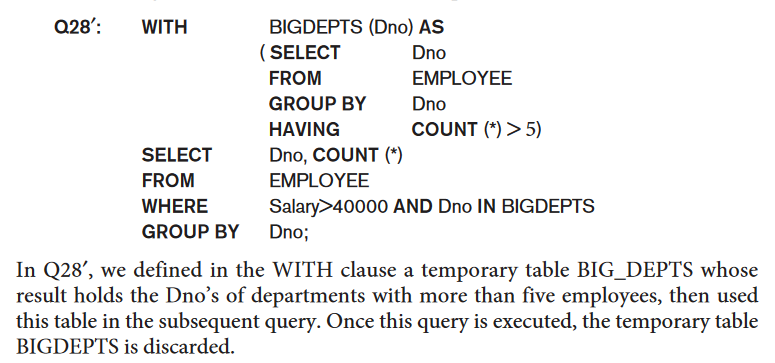 Q28′: WITH BIGDEPTS (Dno) AS
( SELECT Dno
FROM EMPLOYEE
GROUP BY Dno
HAVING COUNT (*) > 5)
SELECT Dno, COUNT (*)
FROM EMPLOYEE
WHERE Salary>40000 AND Dno IN BIGDEPTS
GROUP BY Dno;
In Q28′, we defined in the WITH clause a temporary table BIG_DEPTS whose
result holds the Dno’s of departments with more than five employees, then used
this table in the subsequent query. Once this query is executed, the temporary table
BIGDEPTS is discarded.